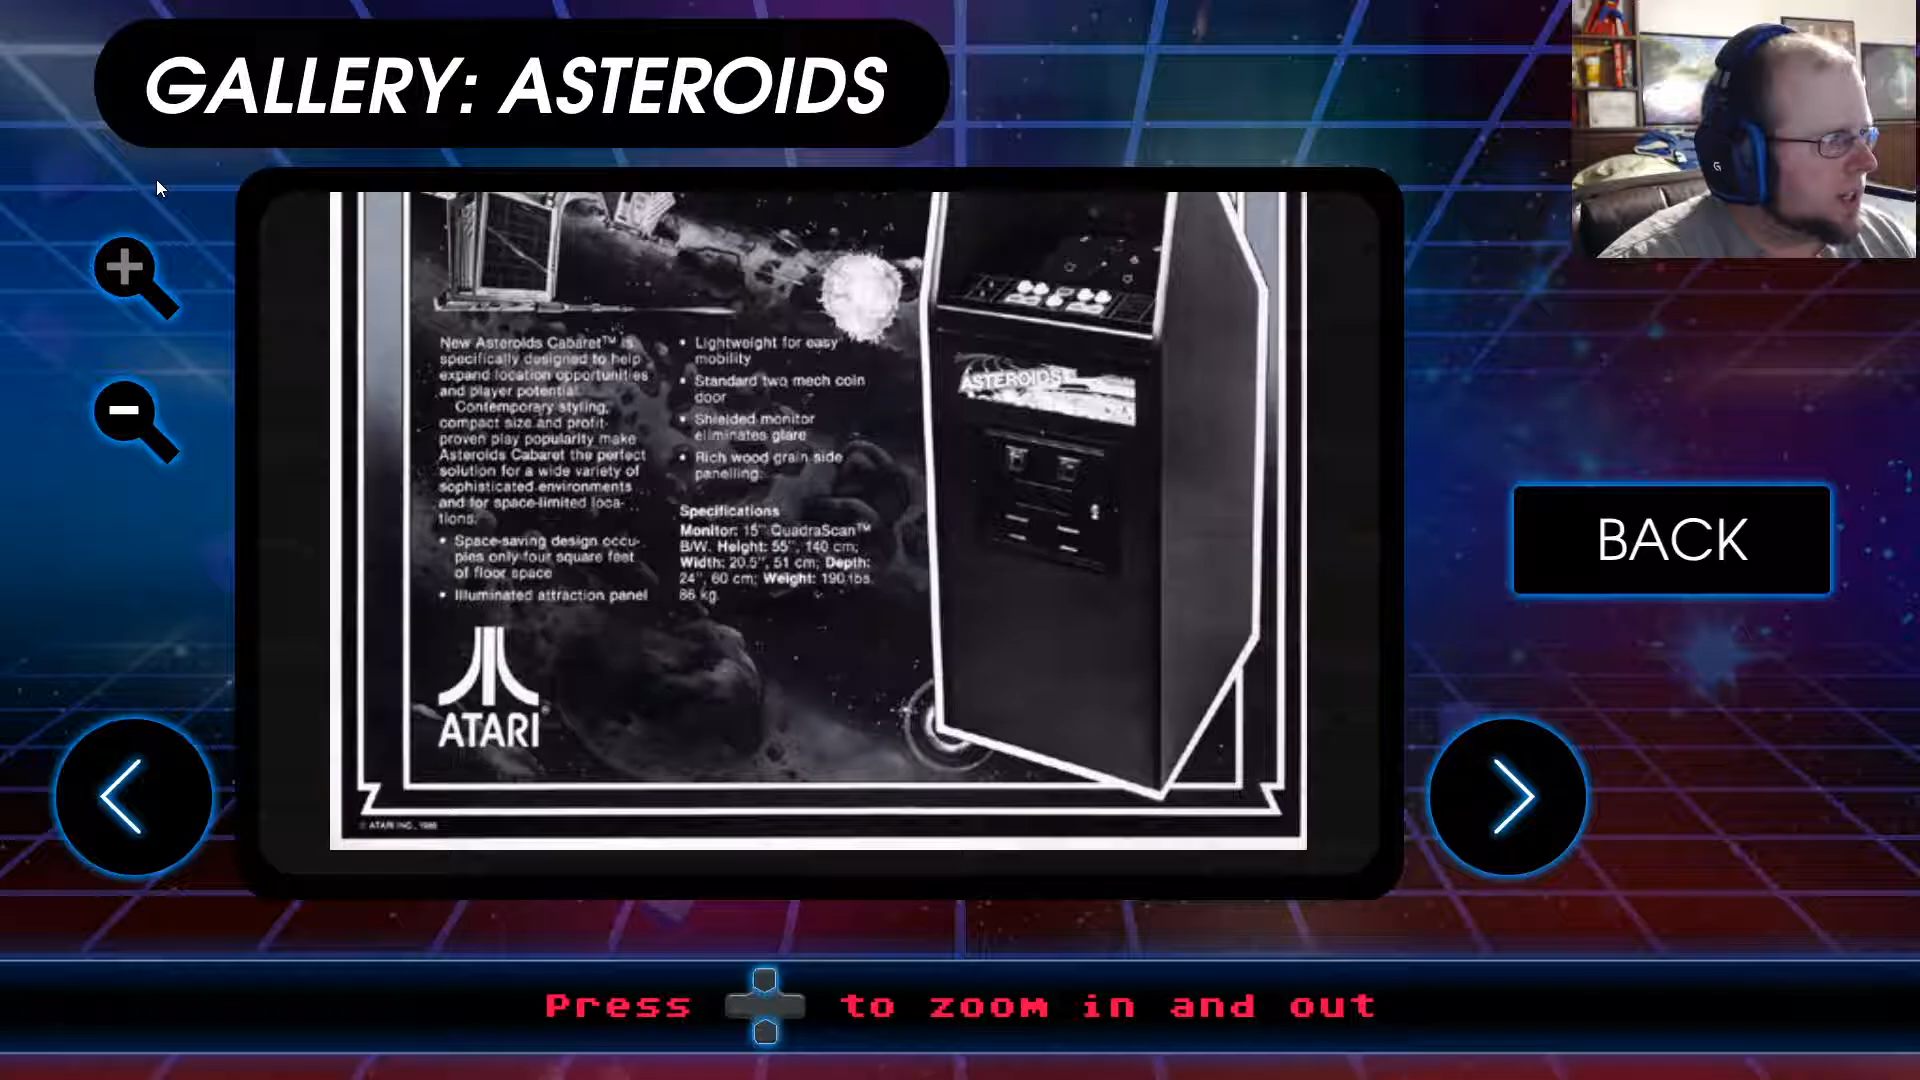 GALLERY: ASTEROIDS
New Asteroids Cabaret™ is
specifically designed to help
expand location opportunities
and player potential.
Contemporary styling,
compact size and profit-
proven play popularity make
Asteroids Cabaret the perfect
solution for a wide variety of
sophisticated environments
and for space-limited loca-
tions.
• Space-saving design occu-
pies only four square feet
of floor space
• Illuminated attraction panel
• Lightweight for easy
mobility
• Standard two mech coin
door
• Shielded monitor
eliminates glare
• Rich wood grain side
panelling.
Specifications
Monitor: 15" QuadraScan™
B/W. Height: 55", 140 cm;
Width: 20.5", 51 cm; Depth:
24", 60 cm; Weight: 190 lbs.
86 kg.
ASTEROIDS
ATARI®
© ATARI INC., 1980
BACK
Press to zoom in and out
G